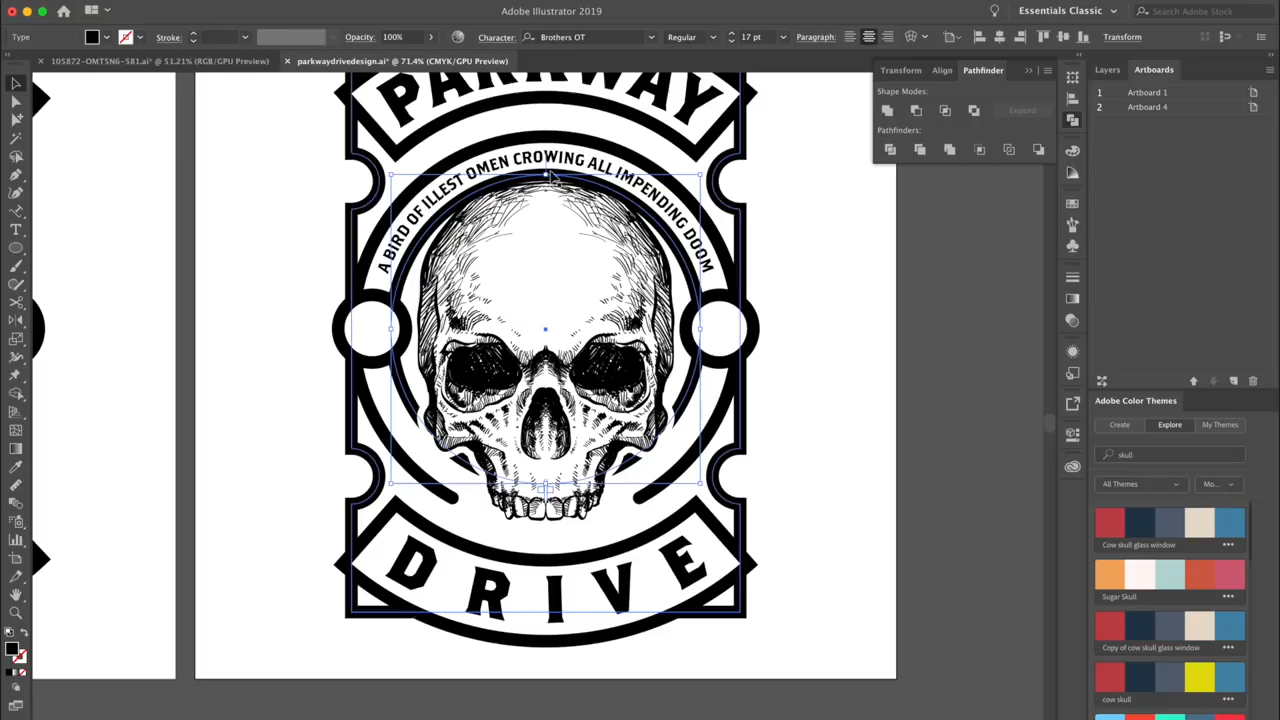 Adobe Illustrator 2019
Essentials Classic
Search Adobe Stock
Type
Stroke:
Opacity:
100%
Character:
Brothers OT
Regular
17 pt
Paragraph:
Transform
105872-OMT5N6-581.ai* @ 51.21% (RGB/GPU Preview)
parkwaydrivedesign.ai* @ 71.4% (CMYK/GPU Preview)
Transform
Align
Pathfinder
Layers
Artboards
Shape Modes:
Expand
Pathfinders:
1 Artboard 1
2 Artboard 4
PARKWAY
A BIRD OF ILLEST OMEN CROWING ALL IMPENDING DOOM
DRIVE
Adobe Color Themes
Create
Explore
My Themes
skull
All Themes
Mo...
Cow skull glass window
Sugar Skull
Copy of cow skull glass window
cow skull